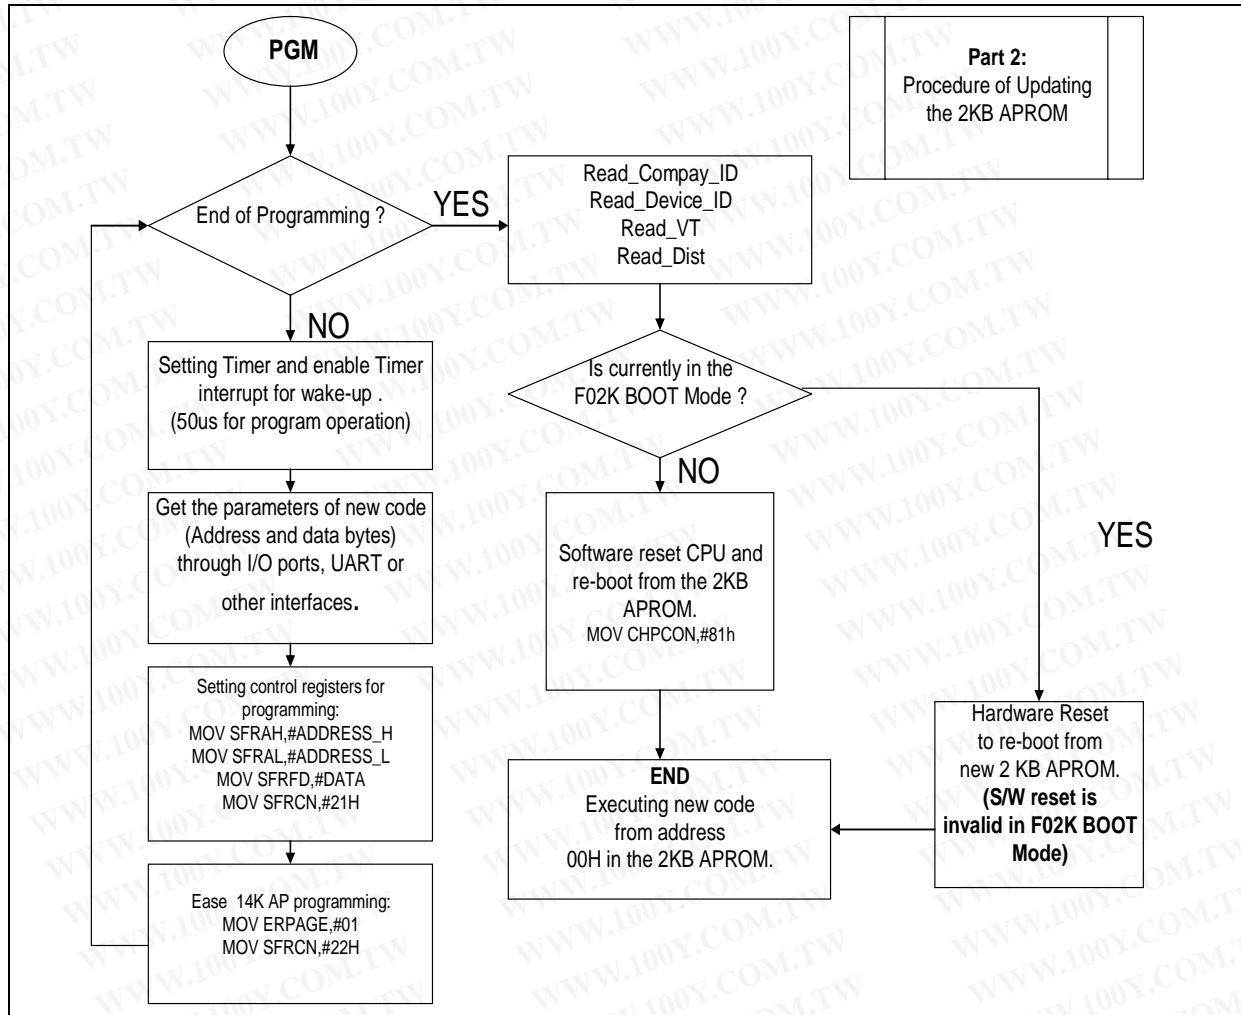 PGM
Part 2:
Procedure of Updating
the 2KB APROM
End of Programming ?
YES
Read_Compay_ID
Read_Device_ID
Read_VT
Read_Dist
NO
Setting Timer and enable Timer
interrupt for wake-up .
(50us for program operation)
Is currently in the
F02K BOOT Mode ?
NO
YES
Get the parameters of new code
(Address and data bytes)
through I/O ports, UART or
other interfaces.
Software reset CPU and
re-boot from the 2KB
APROM.
MOV CHPCON,#81h
Setting control registers for
programming:
MOV SFRAH,#ADDRESS_H
MOV SFRAL,#ADDRESS_L
MOV SFRFD,#DATA
MOV SFRCN,#21H
Hardware Reset
to re-boot from
new 2 KB APROM.
(S/W reset is
invalid in F02K BOOT
Mode)
END
Executing new code
from address
00H in the 2KB APROM.
Ease 14K AP programming:
MOV ERPAGE,#01
MOV SFRCN,#22H
WWW.100Y.COM.TW